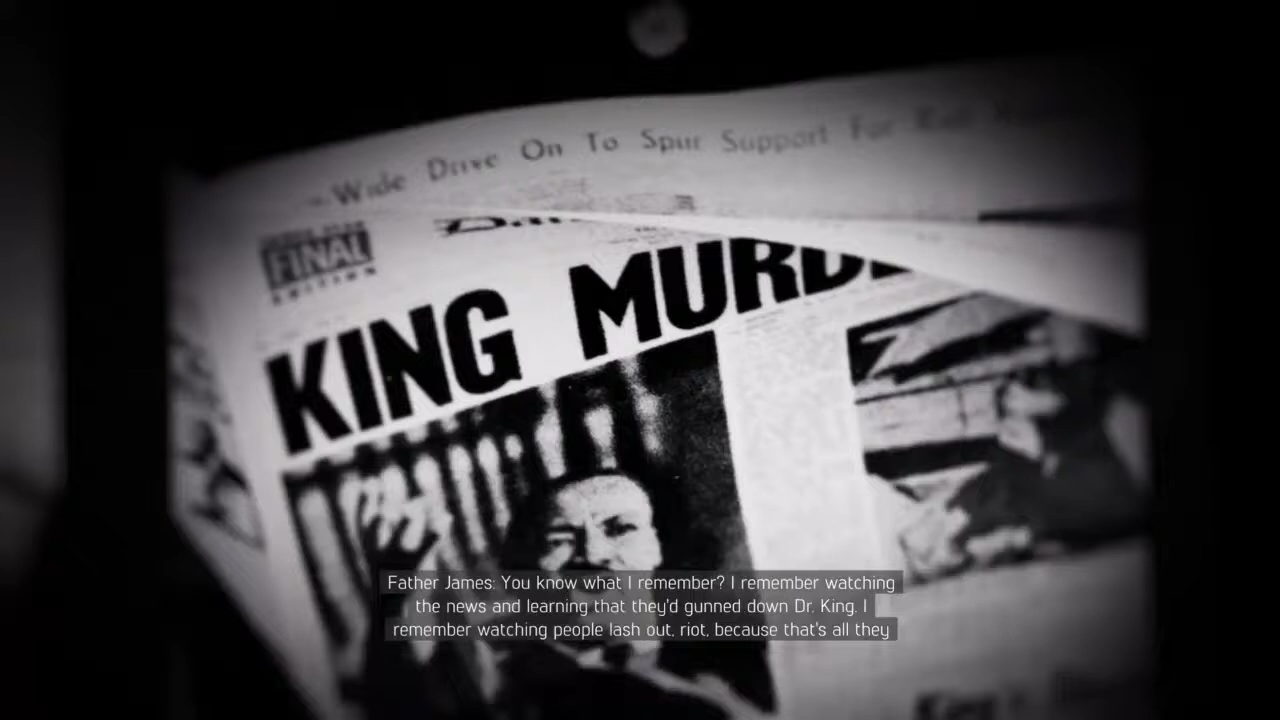 Wide Drive On To Spur Support For
FINAL
EDITION
KING MURD
Father James: You know what I remember? I remember watching
the news and learning that they'd gunned down Dr. King. I
remember watching people lash out, riot, because that's all they